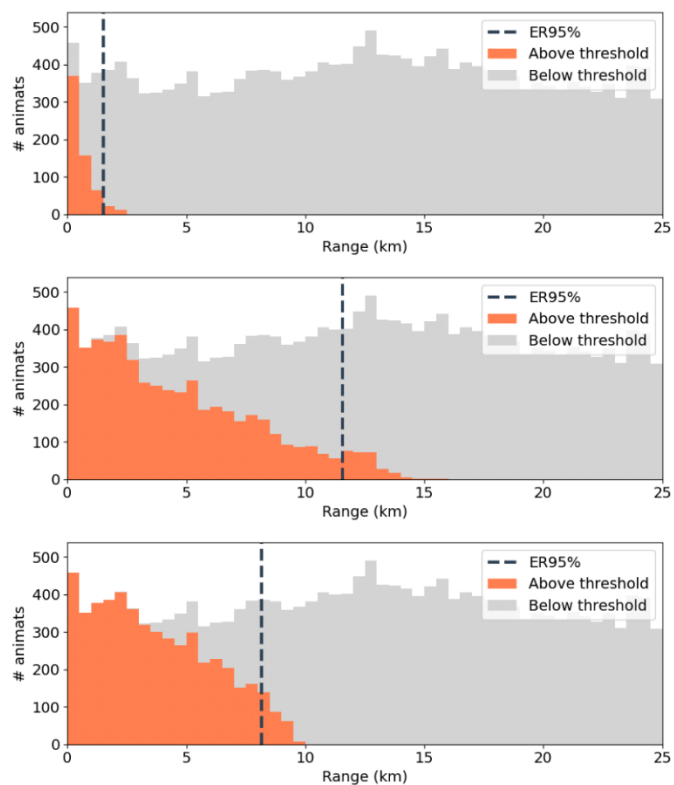 500
400
300
200
100
0
# animats
ER95%
Above threshold
Below threshold
0 5 10 15 20 25
Range (km)
500
400
300
200
100
0
# animats
ER95%
Above threshold
Below threshold
0 5 10 15 20 25
Range (km)
500
400
300
200
100
0
# animats
ER95%
Above threshold
Below threshold
0 5 10 15 20 25
Range (km)